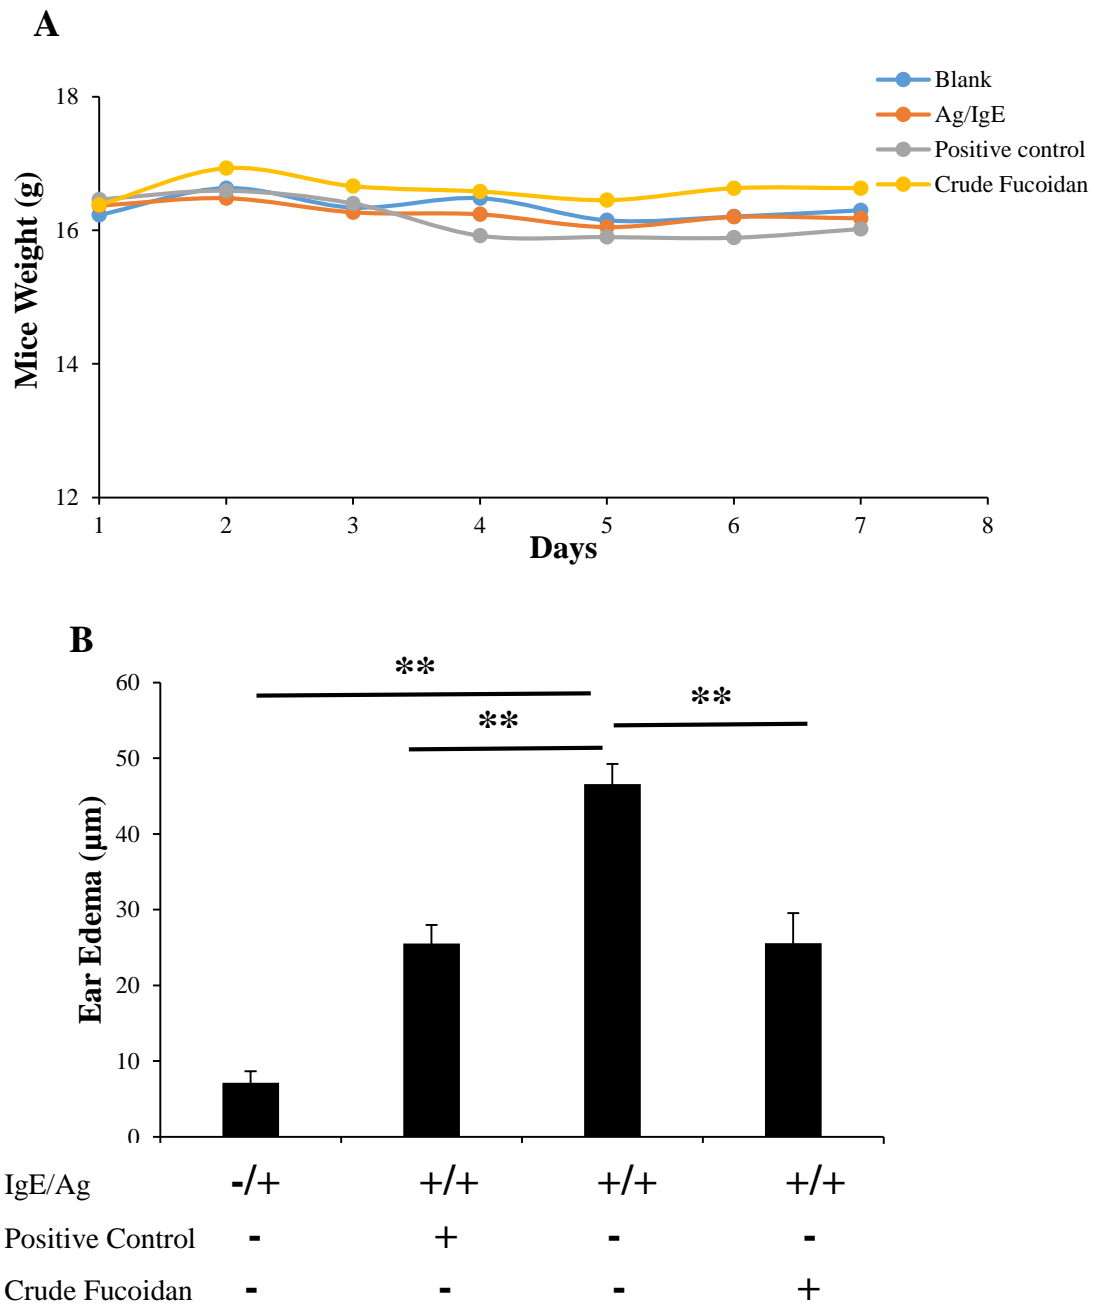 A
Blank
Ag/IgE
Positive control
Crude Fucoidan
18
16
14
12
Mice Weight (g)
1 2 3 4 5 6 7 8
Days
B
**
**
**
60
50
40
30
20
10
0
Ear Edema (μm)
IgE/Ag -/+ +/+ +/+ +/+
Positive Control - + - -
Crude Fucoidan - - - +